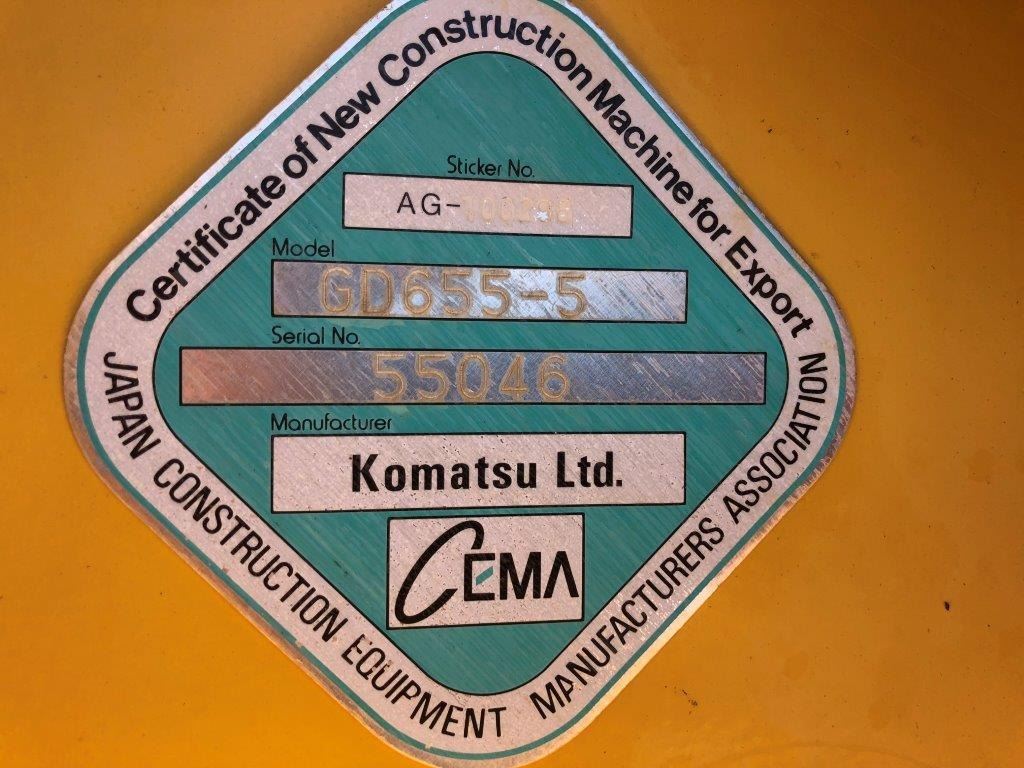 Certificate of New Construction Machine for Export
Sticker No.
AG-
Model
GD655-5
Serial No.
55046
Manufacturer
Komatsu Ltd.
CEMA
JAPAN CONSTRUCTION EQUIPMENT MANUFACTURERS ASSOCIATION